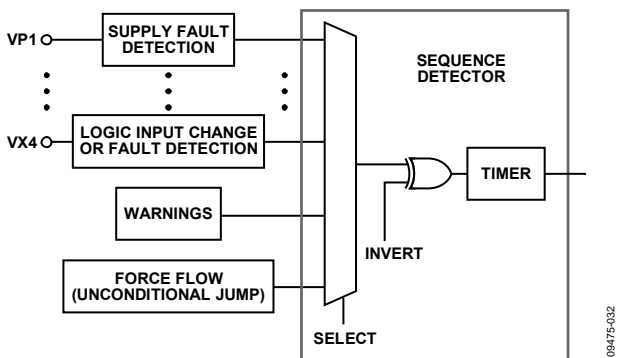 VP1
SUPPLY FAULT
DETECTION
SEQUENCE
DETECTOR
VX4
LOGIC INPUT CHANGE
OR FAULT DETECTION
TIMER
WARNINGS
INVERT
FORCE FLOW
(UNCONDITIONAL JUMP)
SELECT
09475-032